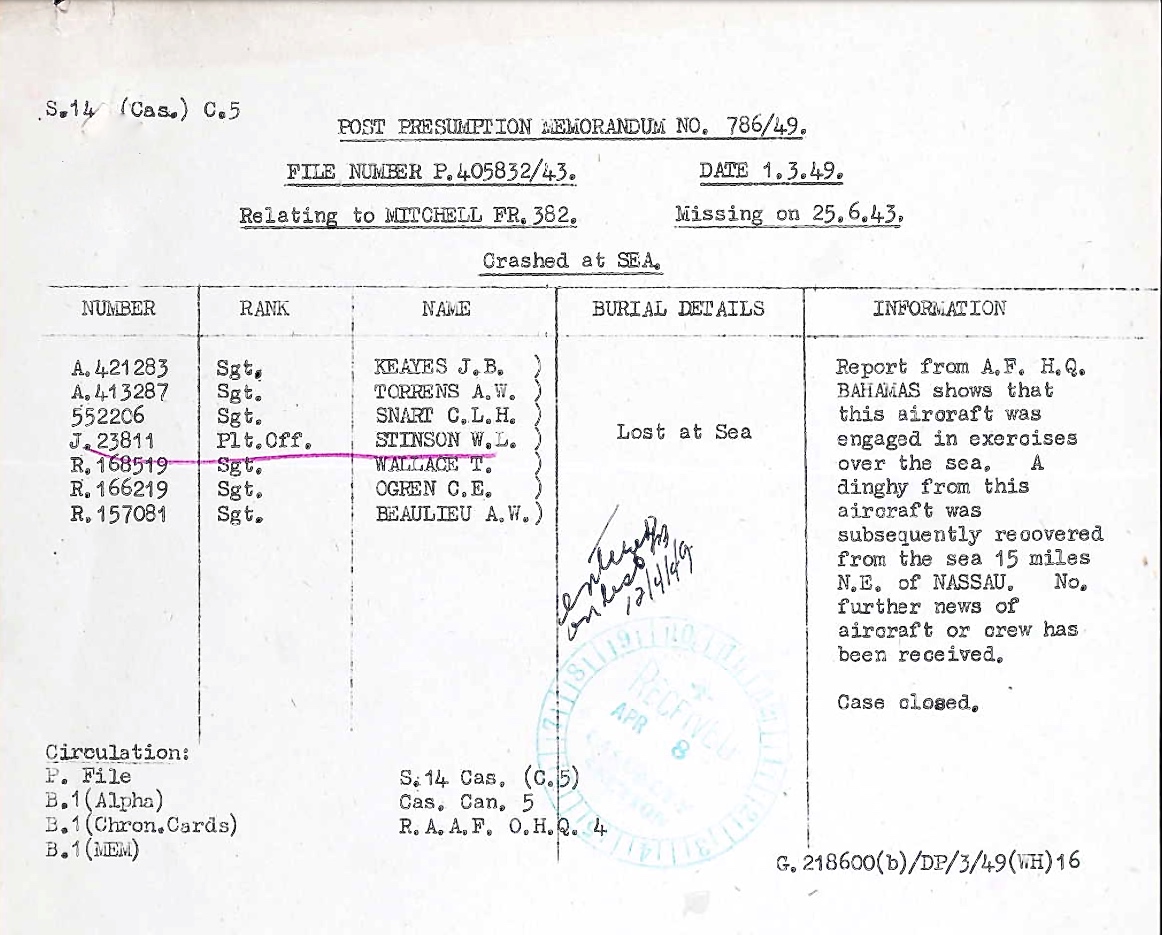 S.14 (Cas.) C.5
POST PRESUMPTION MEMORANDUM NO. 786/49.
FILE NUMBER P.405832/43. DATE 1.3.49.
Relating to MITCHELL FR.382. Missing on 25.6.43.
Crashed at SEA.
NUMBER RANK NAME BURIAL DETAILS INFORMATION
A.421283 Sgt. KEAYES J.B. )
A.413287 Sgt. TORRENS A.W. )
552206 Sgt. SNART C.L.H. )
J.23811 Plt.Off. STINSON W.L. )
R.168519 Sgt. WALLACE T. )
R.166219 Sgt. OGREN C.E. )
R.157081 Sgt. BEAULIEU A.W.)
Lost at Sea
Report from A.F. H.Q.
BAHAMAS shows that
this aircraft was
engaged in exercises
over the sea. A
dinghy from this
aircraft was
subsequently recovered
from the sea 15 miles
N.E. of NASSAU. No.
further news of
aircraft or crew has
been received.
Case closed.
entered
on list
12/4/49
RECEIVED
APR 8
Circulation:
P. File S.14 Cas. (C.5)
B.1(Alpha) Cas. Can. 5
B.1(Chron.Cards) R.A.A.F. O.H.Q. 4
B.1(MEM)
G.218600(b)/DP/3/49(WH)16